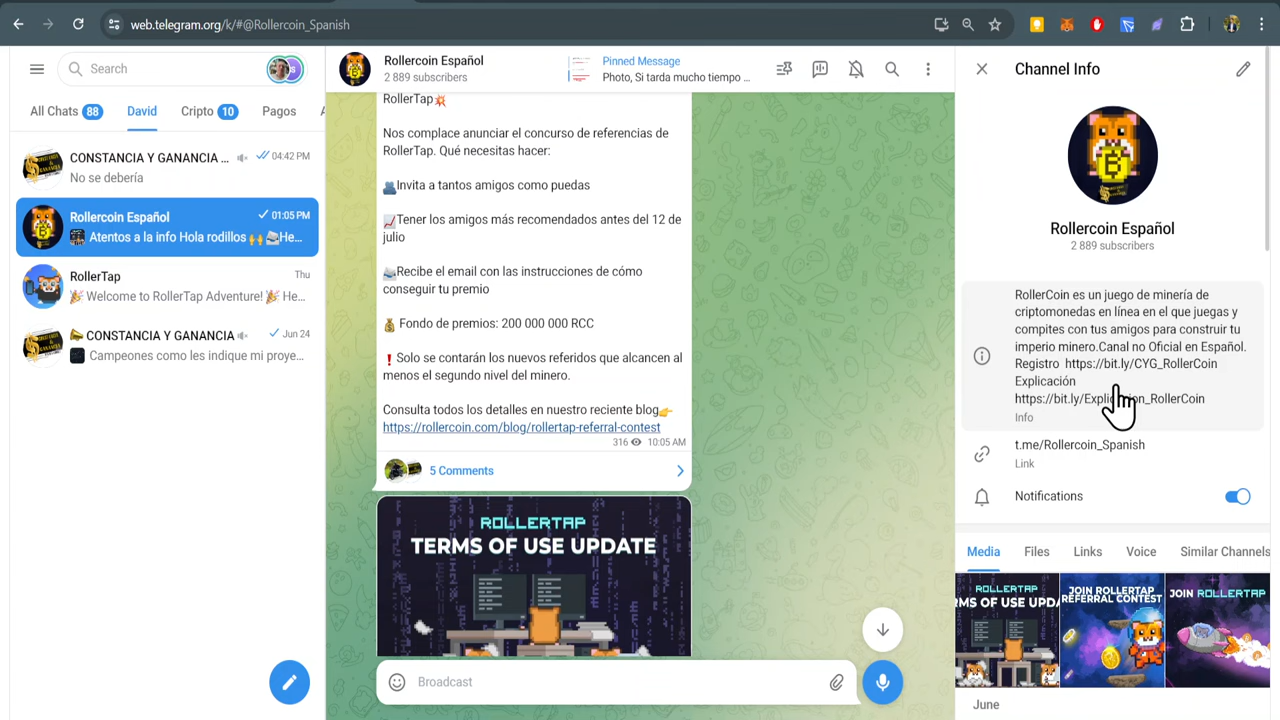 web.telegram.org/k/#@Rollercoin_Spanish
Search
All Chats 88
David
Cripto 10
Pagos
CONSTANCIA Y GANANCIA ...
04:42 PM
No se debería
Rollercoin Español
01:05 PM
Atentos a la info Hola rodillos 🙌 📨He...
RollerTap
Thu
🎉 Welcome to RollerTap Adventure! 🎉 He...
CONSTANCIA Y GANANCIA
Jun 24
Campeones como les indique mi proye...
Rollercoin Español
2 889 subscribers
Pinned Message
Photo, Si tarda mucho tiempo ...
RollerTap💥
Nos complace anunciar el concurso de referencias de
RollerTap. Qué necesitas hacer:
👥Invita a tantos amigos como puedas
📈Tener los amigos más recomendados antes del 12 de
julio
📨Recibe el email con las instrucciones de cómo
conseguir tu premio
💰 Fondo de premios: 200 000 000 RCC
❗ Solo se contarán los nuevos referidos que alcancen al
menos el segundo nivel del minero.
Consulta todos los detalles en nuestro reciente blog👉
https://rollercoin.com/blog/rollertap-referral-contest
316 10:05 AM
5 Comments
ROLLERTAP
TERMS OF USE UPDATE
Broadcast
Channel Info
Rollercoin Español
2 889 subscribers
RollerCoin es un juego de minería de
criptomonedas en línea en el que juegas y
compites con tus amigos para construir tu
imperio minero.Canal no Oficial en Español.
Registro https://bit.ly/CYG_RollerCoin
Explicación
https://bit.ly/Explicacion_RollerCoin
Info
t.me/Rollercoin_Spanish
Link
Notifications
Media
Files
Links
Voice
Similar Channels
ROLLERTAP
RMS OF USE UPDA
JOIN ROLLERTAP
REFERRAL CONTEST
JOIN ROLLERTAP
June